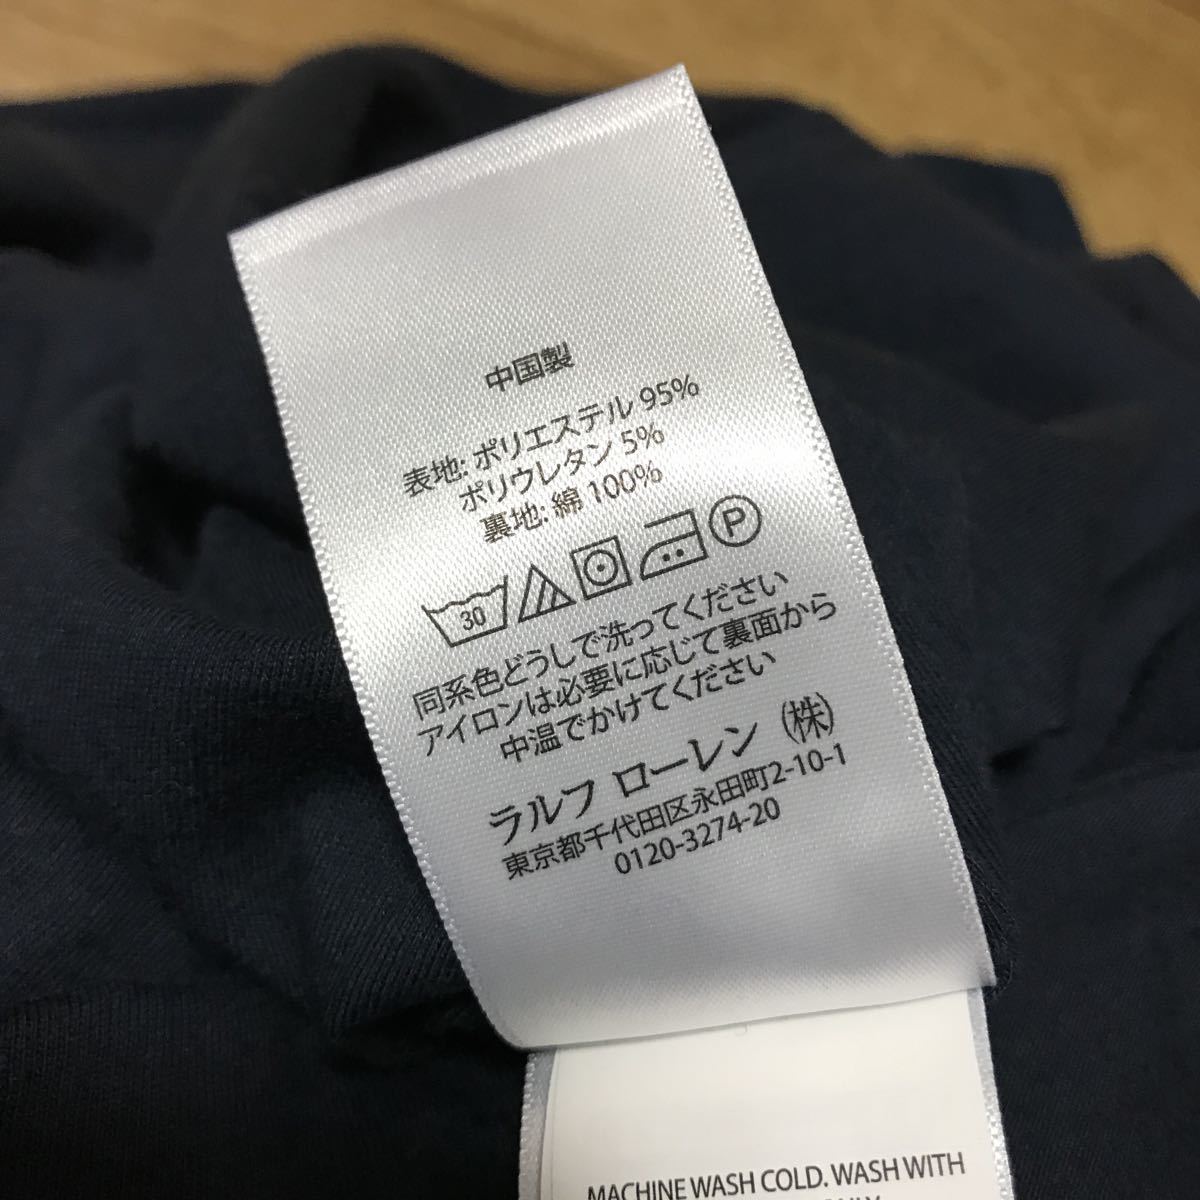 中国製
表地: ポリエステル 95%
ポリウレタン 5%
裏地: 綿 100%
30 P
同系色どうしで洗ってください
アイロンは必要に応じて裏面から
中温でかけてください
ラルフ ローレン (株)
東京都千代田区永田町2-10-1
0120-3274-20
MACHINE WASH COLD. WASH WITH